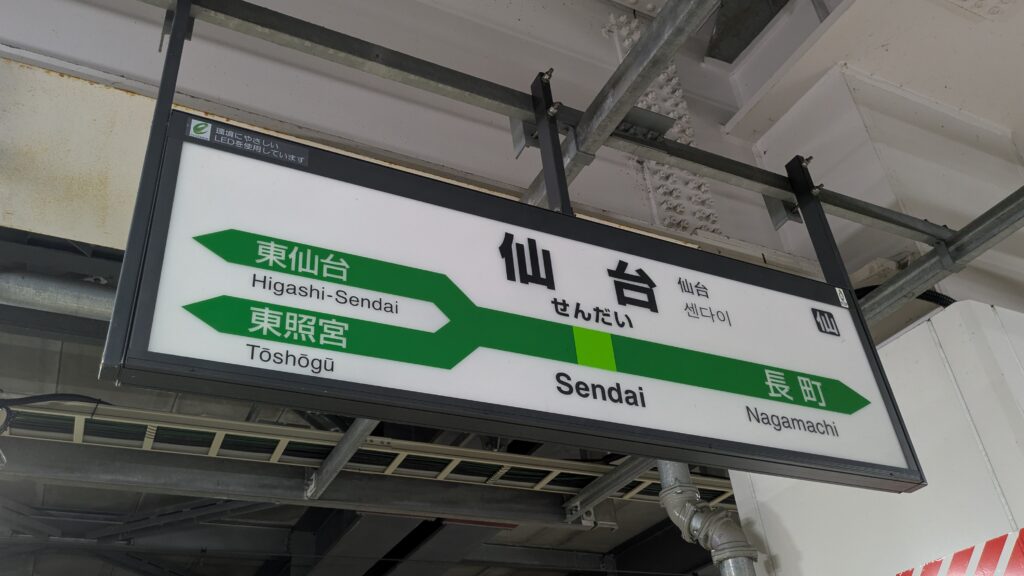 環境にやさしい
LEDを使用しています
仙台
せんだい
Sendai
仙台
센다이
仙
東仙台
Higashi-Sendai
東照宮
Tōshōgū
長町
Nagamachi